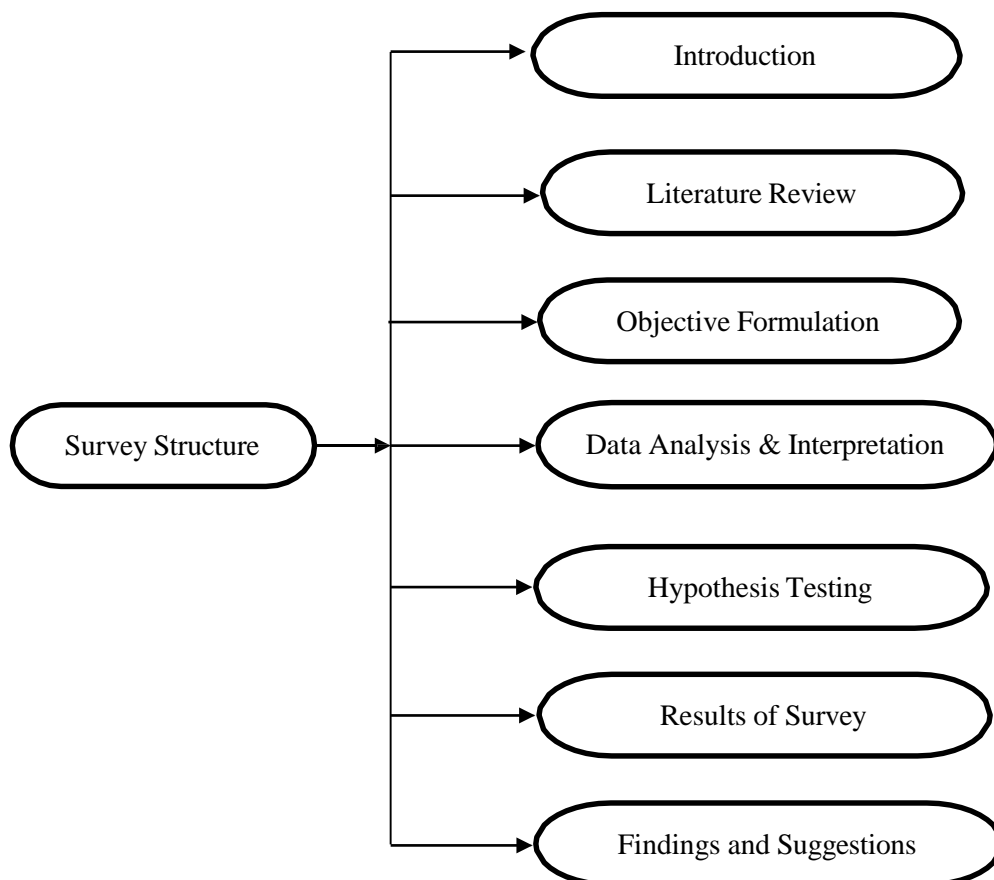 Introduction
Literature Review
Objective Formulation
Survey Structure
Data Analysis & Interpretation
Hypothesis Testing
Results of Survey
Findings and Suggestions